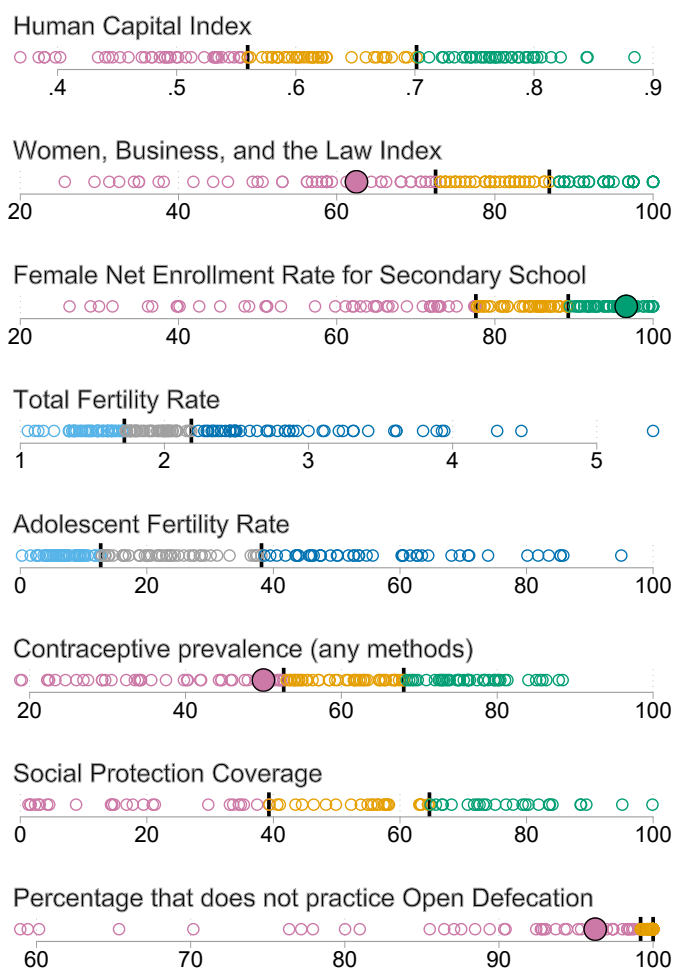 Human Capital Index
.4 .5 .6 .7 .8 .9
Women, Business, and the Law Index
20 40 60 80 100
Female Net Enrollment Rate for Secondary School
20 40 60 80 100
Total Fertility Rate
1 2 3 4 5
Adolescent Fertility Rate
0 20 40 60 80 100
Contraceptive prevalence (any methods)
20 40 60 80 100
Social Protection Coverage
0 20 40 60 80 100
Percentage that does not practice Open Defecation
60 70 80 90 100